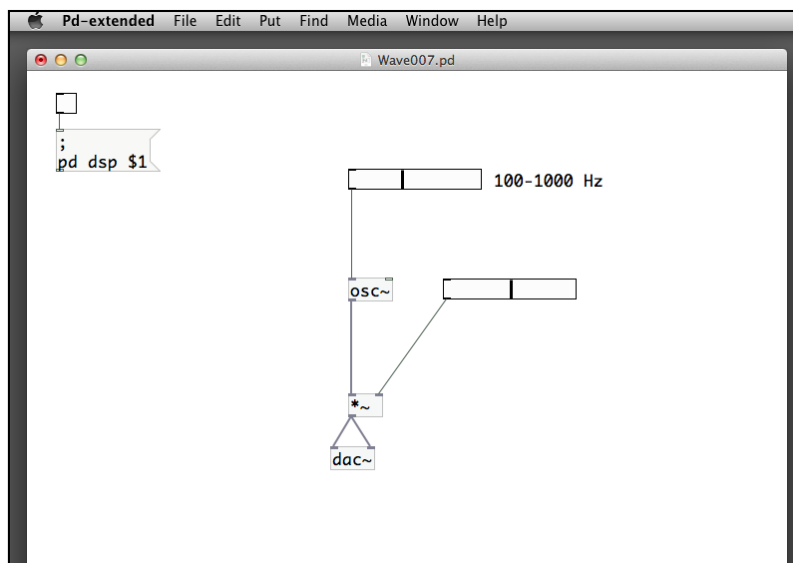 Pd-extended File Edit Put Find Media Window Help
Wave007.pd
;
pd dsp $1
100-1000 Hz
osc~
*~
dac~